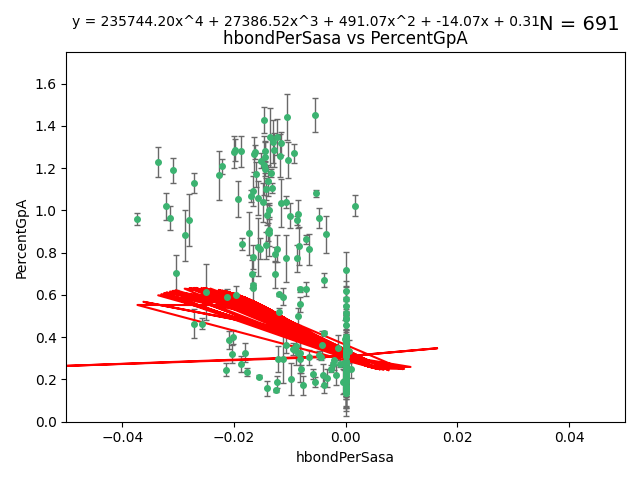 y = 235744.20x^4 + 27386.52x^3 + 491.07x^2 + -14.07x + 0.31
N = 691
hbondPerSasa vs PercentGpA
PercentGpA
1.6
1.4
1.2
1.0
0.8
0.6
0.4
0.2
0.0
−0.04
−0.02
0.00
0.02
0.04
hbondPerSasa